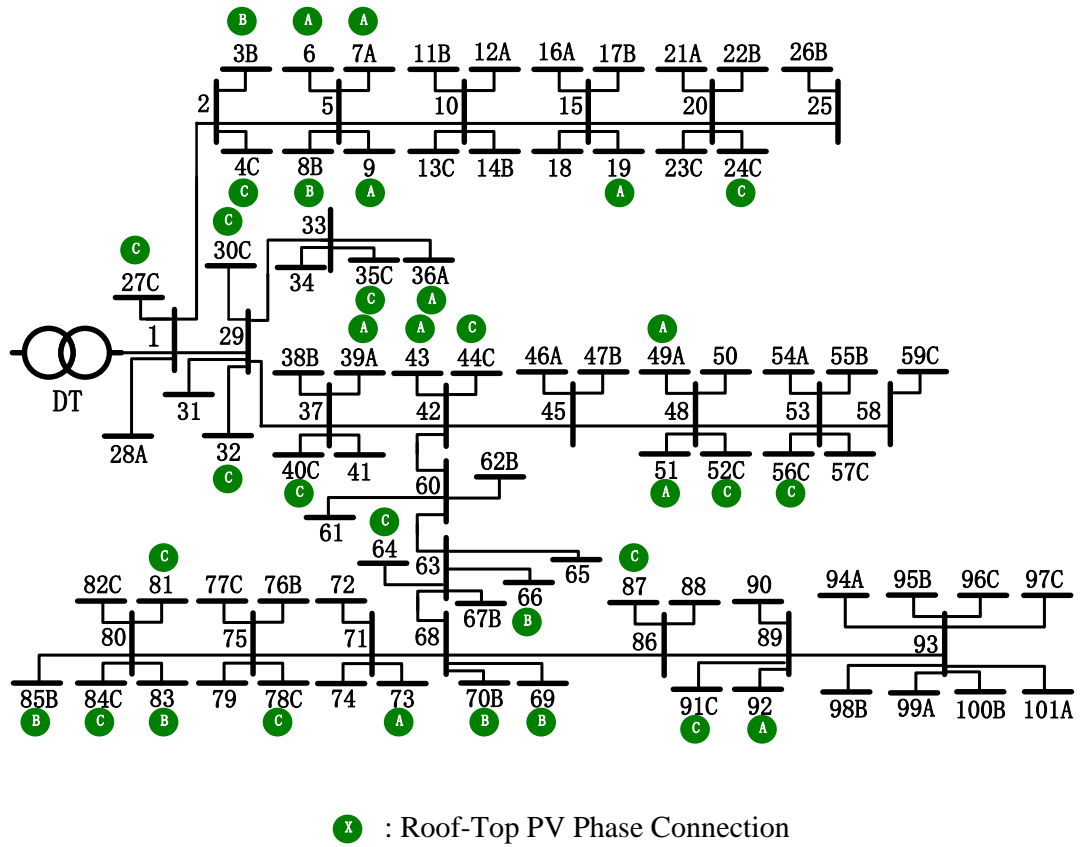 B A A
3B 6 7A 11B 12A 16A 17B 21A 22B 26B
2 5 10 15 20 25
4C 8B 9 13C 14B 18 19 23C 24C
C B A A C
C
30C 33
C
27C 34 35C 36A
C A
1 29 A A C A
38B 39A 43 44C 46A 47B 49A 50 54A 55B 59C
DT 31 37 42 45 48 53 58
28A 32 40C 41 51 52C 56C 57C
C C A C C
60 62B
61
C
64 63 65 C
66
67B B
C
82C 81 77C 76B 72 87 88 90 94A 95B 96C 97C
80 75 71 68 86 89 93
85B 84C 83 79 78C 74 73 70B 69 91C 92 98B 99A 100B 101A
B C B C A B B C A
X : Roof-Top PV Phase Connection